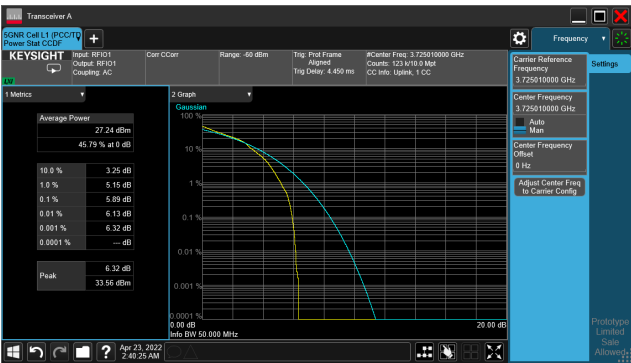 Transceiver A
5GNR Cell L1 (PCC/TD
Power Stat CCDF
Frequency
KEYSIGHT
Input: RFIO1
Output: RFIO1
Coupling: AC
Corr CCorr
Range: -60 dBm
Trig: Prot Frame
Aligned
Trig Delay: 4.450 ms
#Center Freq: 3.725010000 GHz
Counts: 123 k/10.0 Mpt
CC Info: Uplink, 1 CC
LXI
Carrier Reference
Frequency
3.725010000 GHz
Settings
Center Frequency
3.725010000 GHz
Auto
Man
Center Frequency
Offset
0 Hz
Adjust Center Freq
to Carrier Config
1 Metrics
Average Power
27.24 dBm
45.79 % at 0 dB
10.0 % 3.25 dB
1.0 % 5.15 dB
0.1 % 5.89 dB
0.01 % 6.13 dB
0.001 % 6.32 dB
0.0001 % --- dB
Peak
6.32 dB
33.56 dBm
2 Graph
Gaussian
100 %
10 %
1 %
0.1 %
0.01 %
0.001 %
0.0001 %
0.00 dB 20.00 dB
Info BW 50.000 MHz
Apr 23, 2022
2:40:25 AM
Prototype
Limited
Sale
Allowed